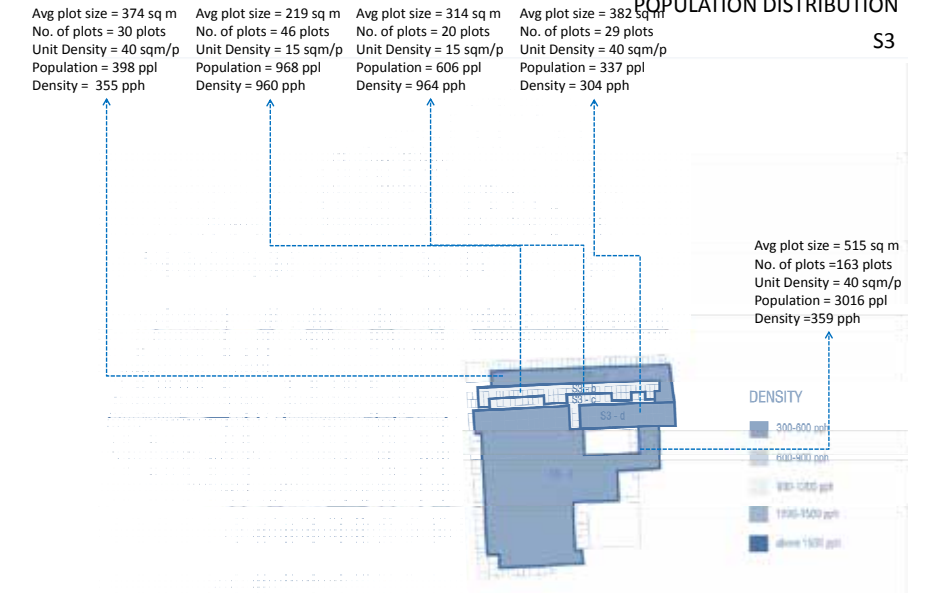 POPULATION DISTRIBUTION
S3
Avg plot size = 374 sq m
No. of plots = 30 plots
Unit Density = 40 sqm/p
Population = 398 ppl
Density =  355 pph
Avg plot size = 219 sq m
No. of plots = 46 plots
Unit Density = 15 sqm/p
Population = 968 ppl
Density = 960 pph
Avg plot size = 314 sq m
No. of plots = 20 plots
Unit Density = 15 sqm/p
Population = 606 ppl
Density = 964 pph
Avg plot size = 382 sq m
No. of plots = 29 plots
Unit Density = 40 sqm/p
Population = 337 ppl
Density = 304 pph
Avg plot size = 515 sq m
No. of plots =163 plots
Unit Density = 40 sqm/p
Population = 3016 ppl
Density =359 pph
S3 - b
S3 - c
S3 - d
DENSITY
300-600 pph
600-900 pph
above 1500 pph